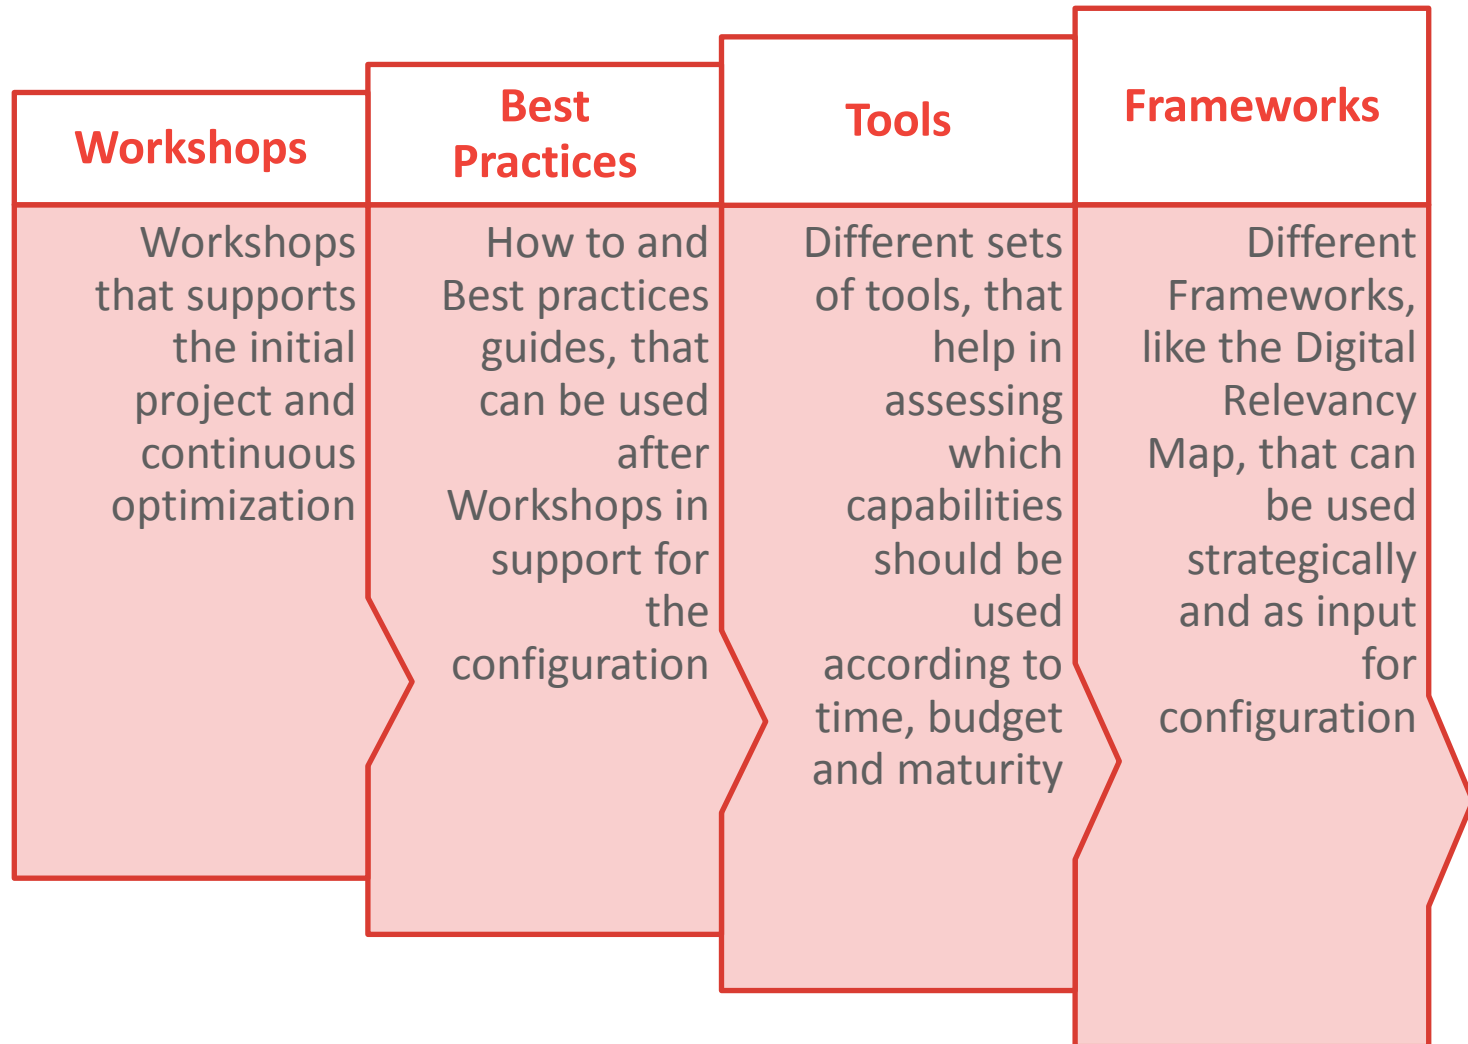 Workshops
Workshops
that supports
the initial
project and
continuous
optimization
Best
Practices
How to and
Best practices
guides, that
can be used
after
Workshops in
support for
the
configuration
Tools
Different sets
of tools, that
help in
assessing
which
capabilities
should be
used
according to
time, budget
and maturity
Frameworks
Different
Frameworks,
like the Digital
Relevancy
Map, that can
be used
strategically
and as input
for
configuration